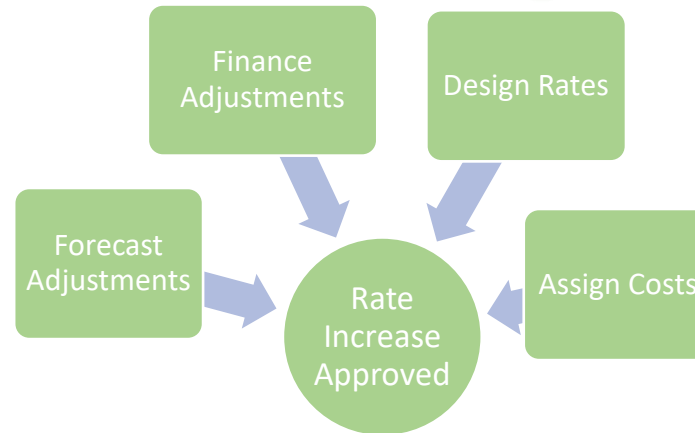 Finance
Adjustments
Design Rates
Forecast
Adjustments
Assign Costs
Rate
Increase
Approved